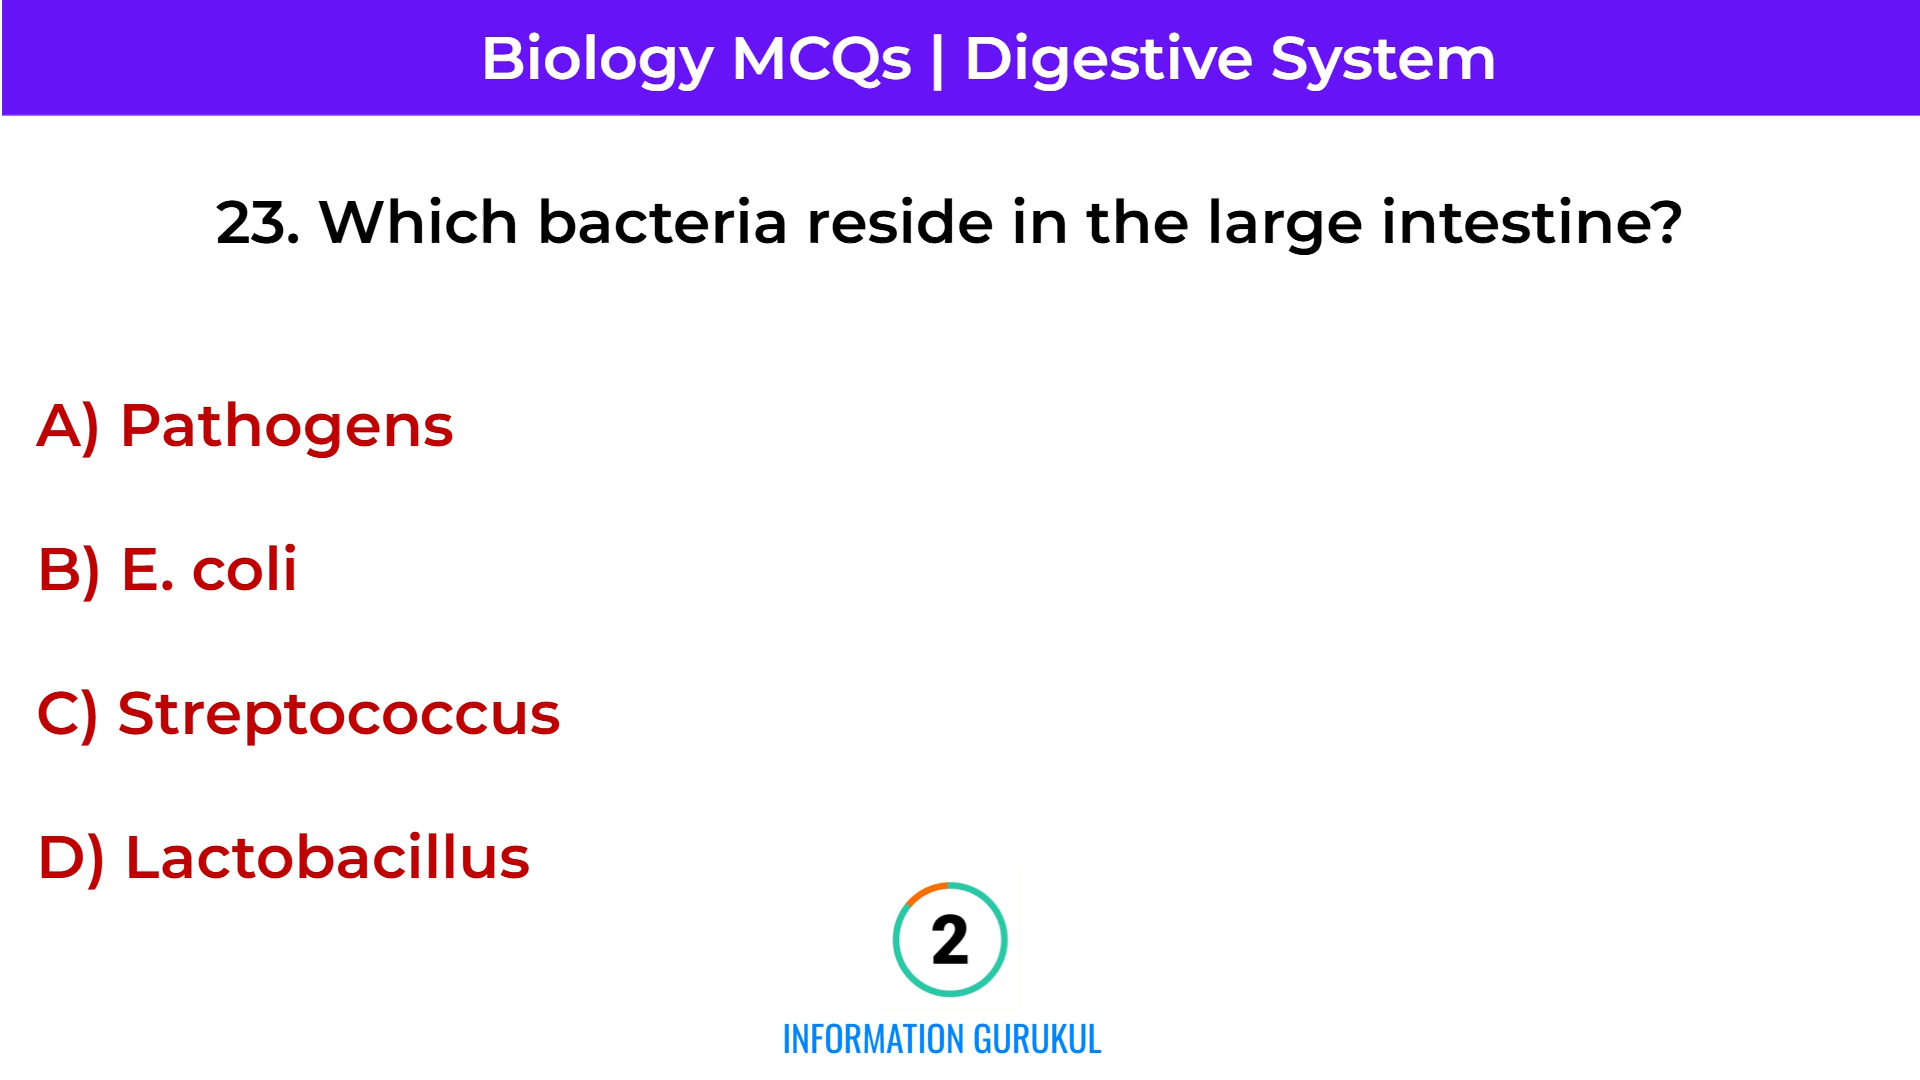 Biology MCQs | Digestive System
23. Which bacteria reside in the large intestine?
A) Pathogens
B) E. coli
C) Streptococcus
D) Lactobacillus
2
INFORMATION GURUKUL